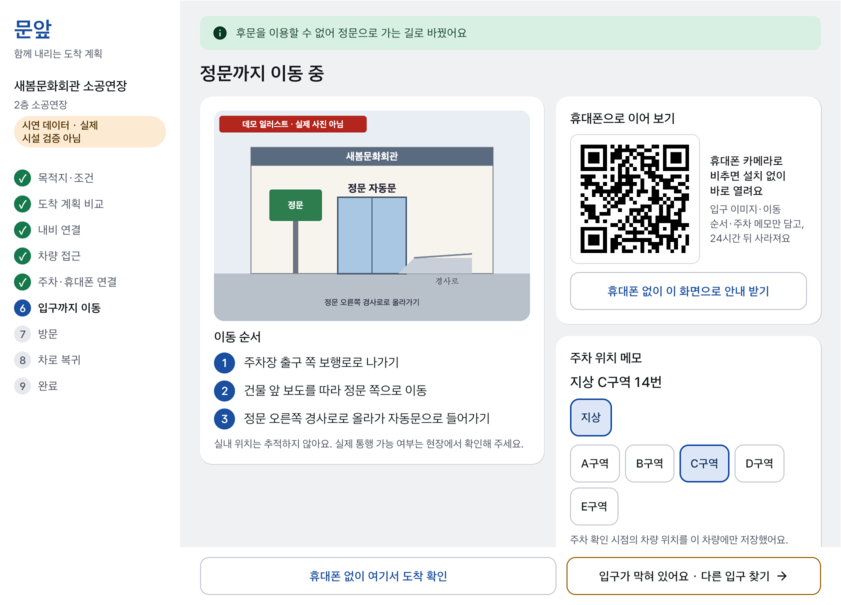 문앞
함께 내리는 도착 계획
새봄문화회관 소공연장
2층 소공연장
시연 데이터 · 실제
시설 검증 아님
목적지·조건
도착 계획 비교
내비 연결
차량 접근
주차·휴대폰 연결
6 입구까지 이동
7 방문
8 차로 복귀
9 완료
후문을 이용할 수 없어 정문으로 가는 길로 바꿨어요
정문까지 이동 중
데모 일러스트 · 실제 사진 아님
새봄문화회관
정문 자동문
정문
경사로
정문 오른쪽 경사로로 올라가기
이동 순서
1 주차장 출구 쪽 보행로로 나가기
2 건물 앞 보도를 따라 정문 쪽으로 이동
3 정문 오른쪽 경사로로 올라가 자동문으로 들어가기
실내 위치는 추적하지 않아요. 실제 통행 가능 여부는 현장에서 확인해 주세요.
휴대폰으로 이어 보기
휴대폰 카메라로
비추면 설치 없이
바로 열려요
입구 이미지·이동
순서·주차 메모만 담고,
24시간 뒤 사라져요
휴대폰 없이 이 화면으로 안내 받기
주차 위치 메모
지상 C구역 14번
지상
A구역 B구역 C구역 D구역
E구역
주차 확인 시점의 차량 위치를 이 차량에만 저장했어요.
휴대폰 없이 여기서 도착 확인
입구가 막혀 있어요 · 다른 입구 찾기 →